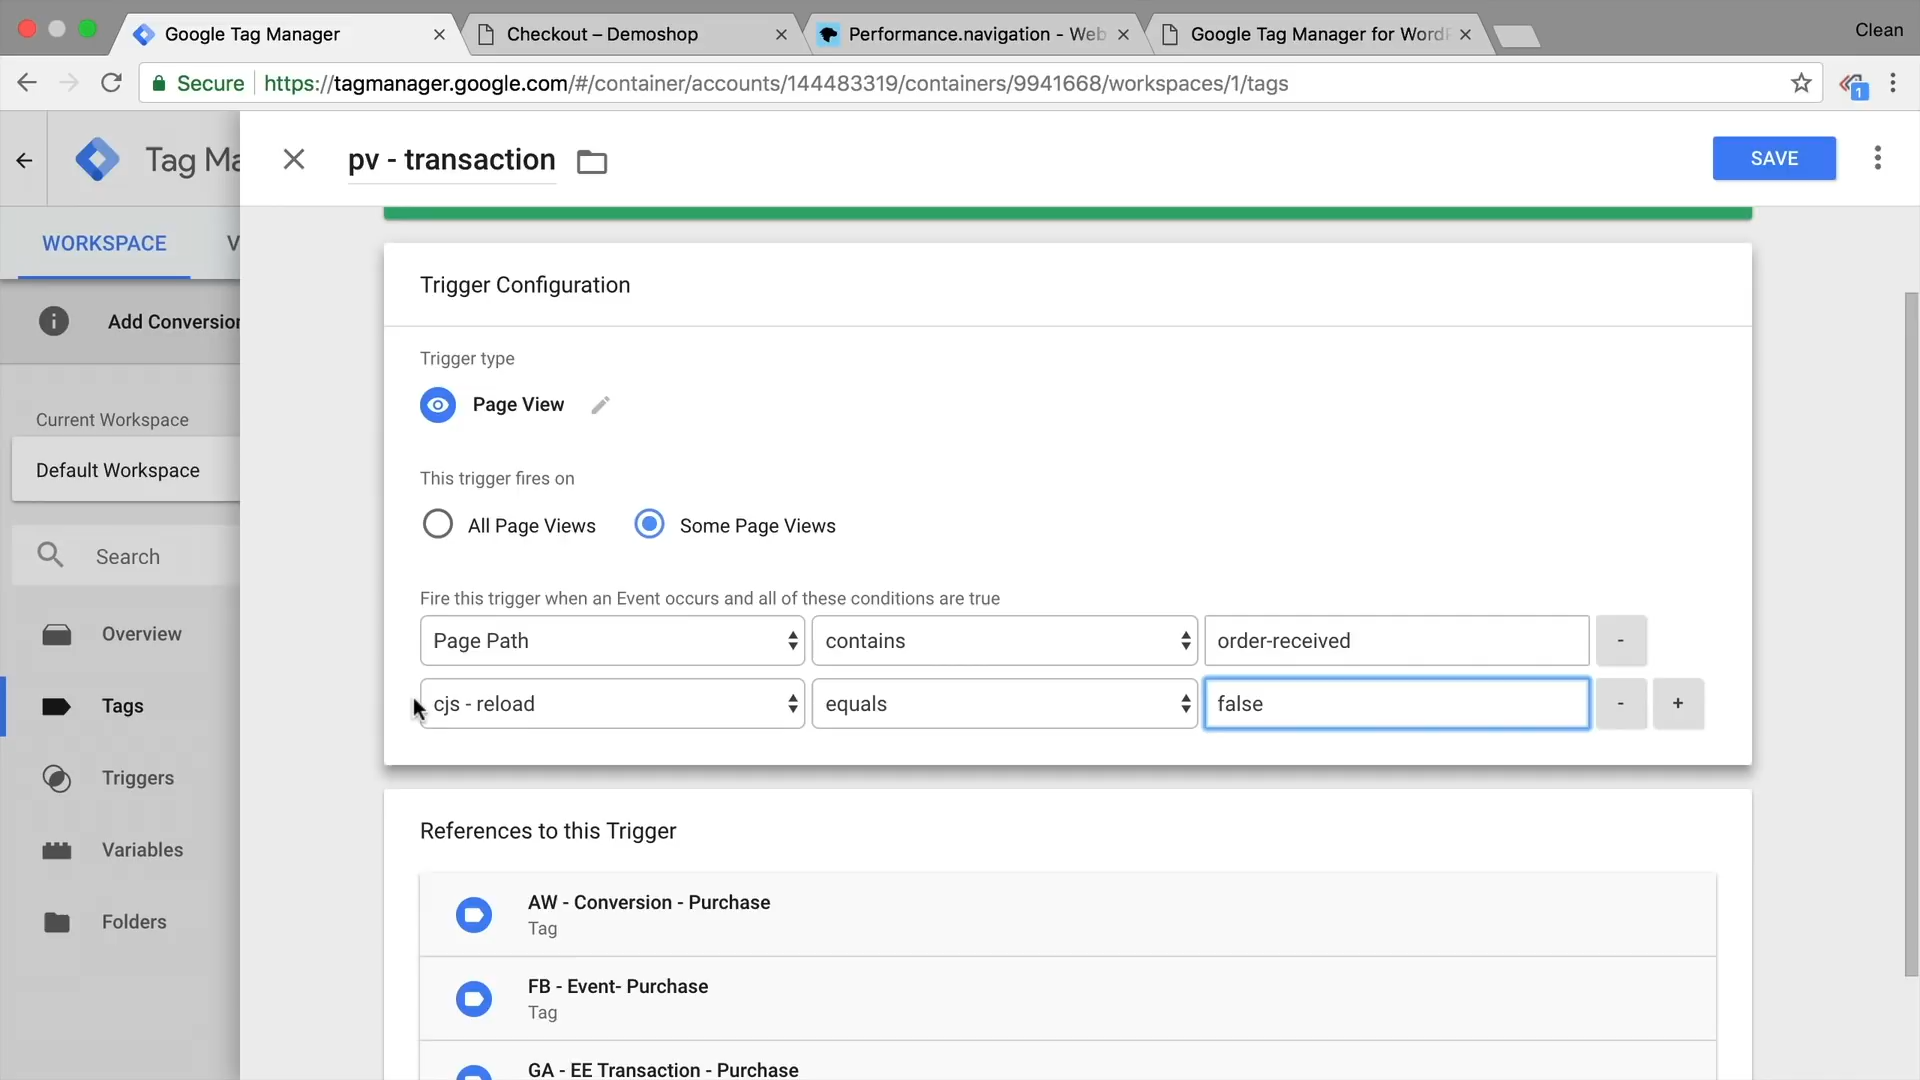 Google Tag Manager
Checkout – Demoshop
Performance.navigation - Web
Google Tag Manager for WordP
Clean
Secure
https://tagmanager.google.com/#/container/accounts/144483319/containers/9941668/workspaces/1/tags
1
Tag Ma
pv - transaction
SAVE
WORKSPACE
V
Trigger Configuration
Add Conversion
Trigger type
Page View
Current Workspace
Default Workspace
This trigger fires on
All Page Views
Some Page Views
Search
Fire this trigger when an Event occurs and all of these conditions are true
Page Path
contains
order-received
-
Overview
cjs - reload
equals
false
-
+
Tags
Triggers
References to this Trigger
Variables
AW - Conversion - Purchase
Tag
Folders
FB - Event- Purchase
Tag
GA - EE Transaction - Purchase